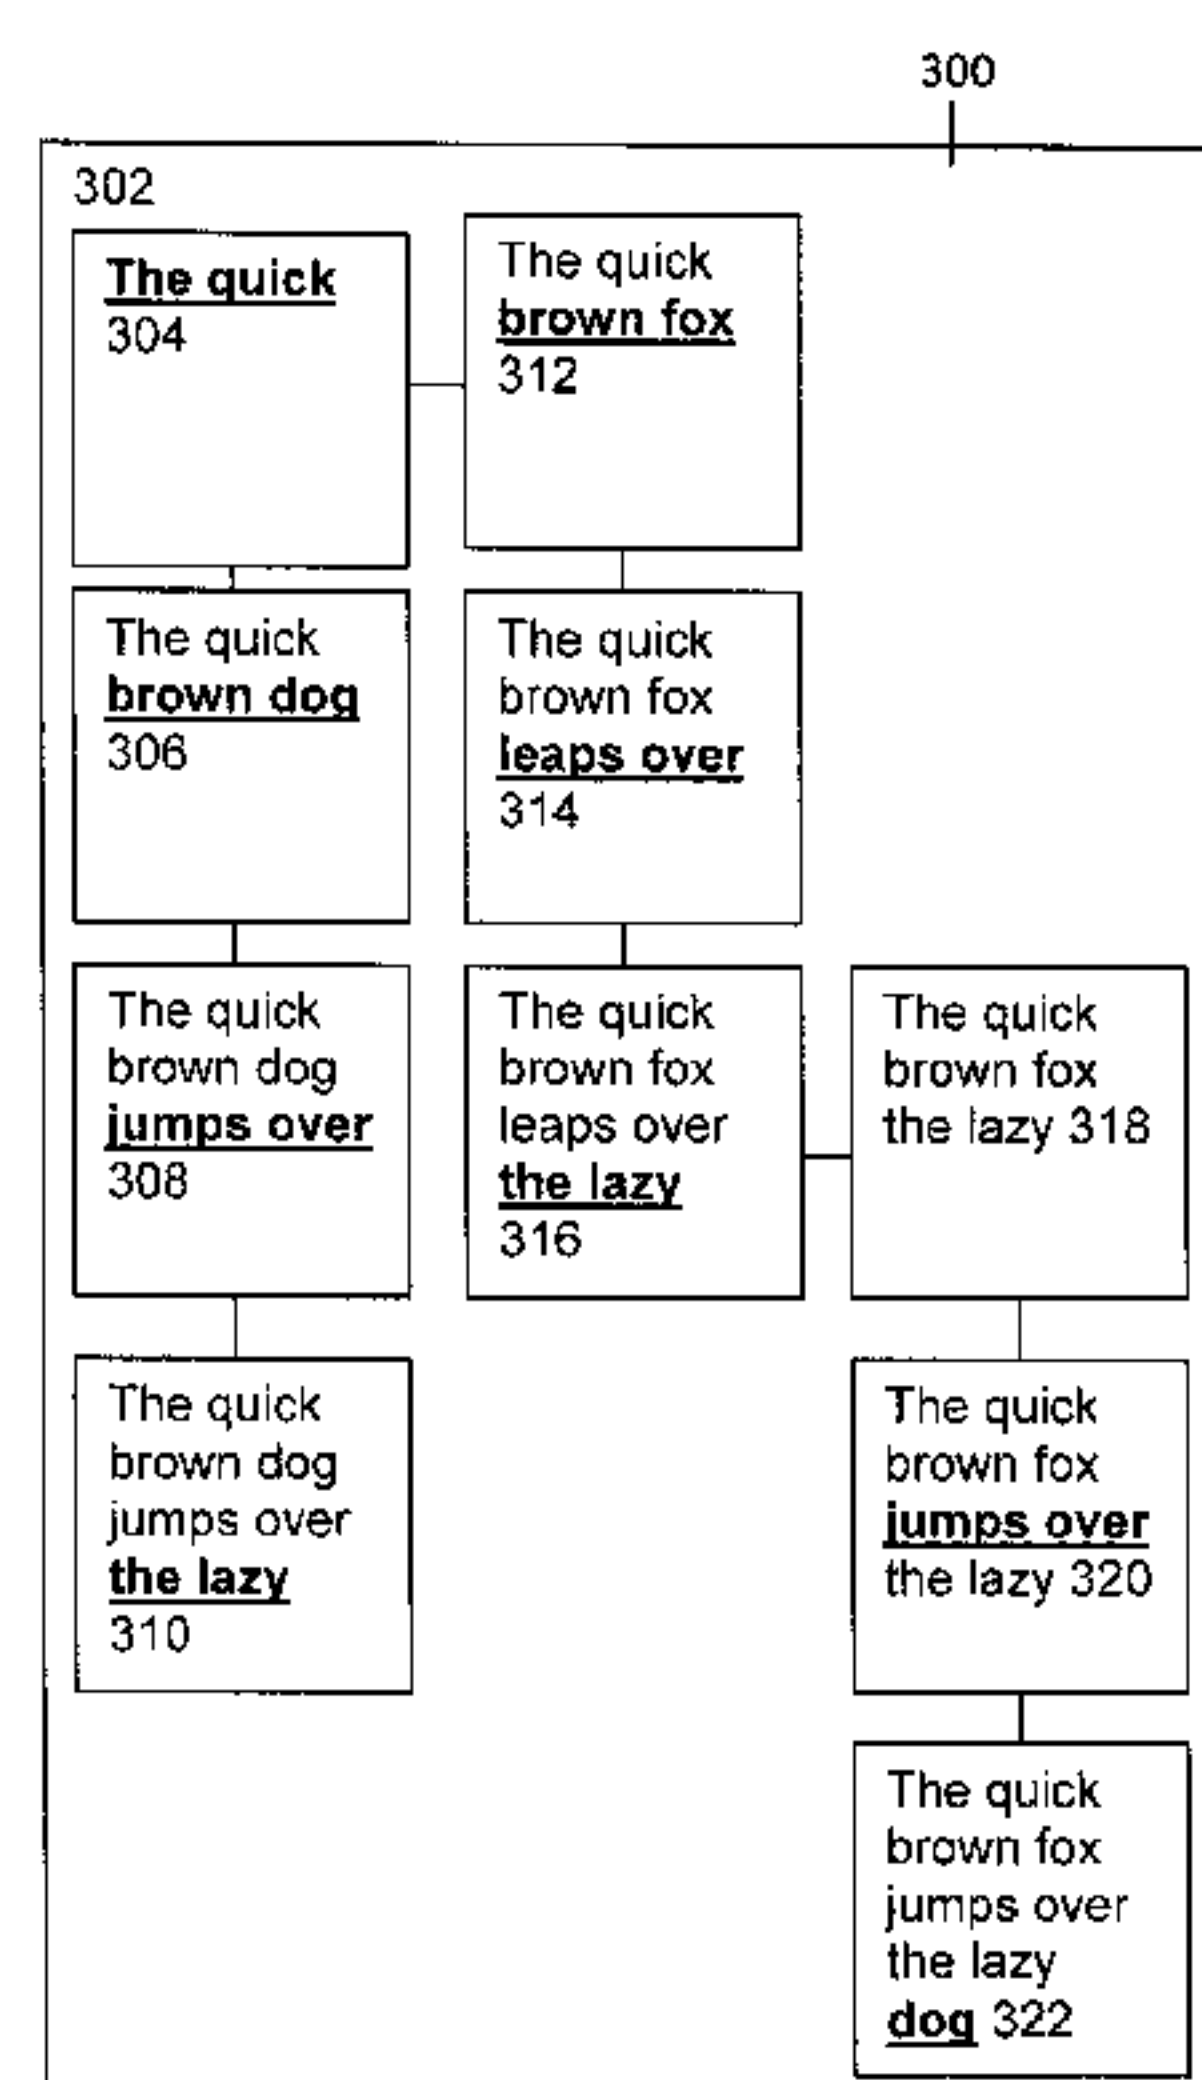 300
302
The quick
304
The quick
brown fox
312
The quick
brown dog
306
The quick
brown fox
leaps over
314
The quick
brown dog
jumps over
308
The quick
brown fox
leaps over
the lazy
316
The quick
brown fox
the lazy 318
The quick
brown dog
jumps over
the lazy
310
The quick
brown fox
jumps over
the lazy 320
The quick
brown fox
jumps over
the lazy
dog 322